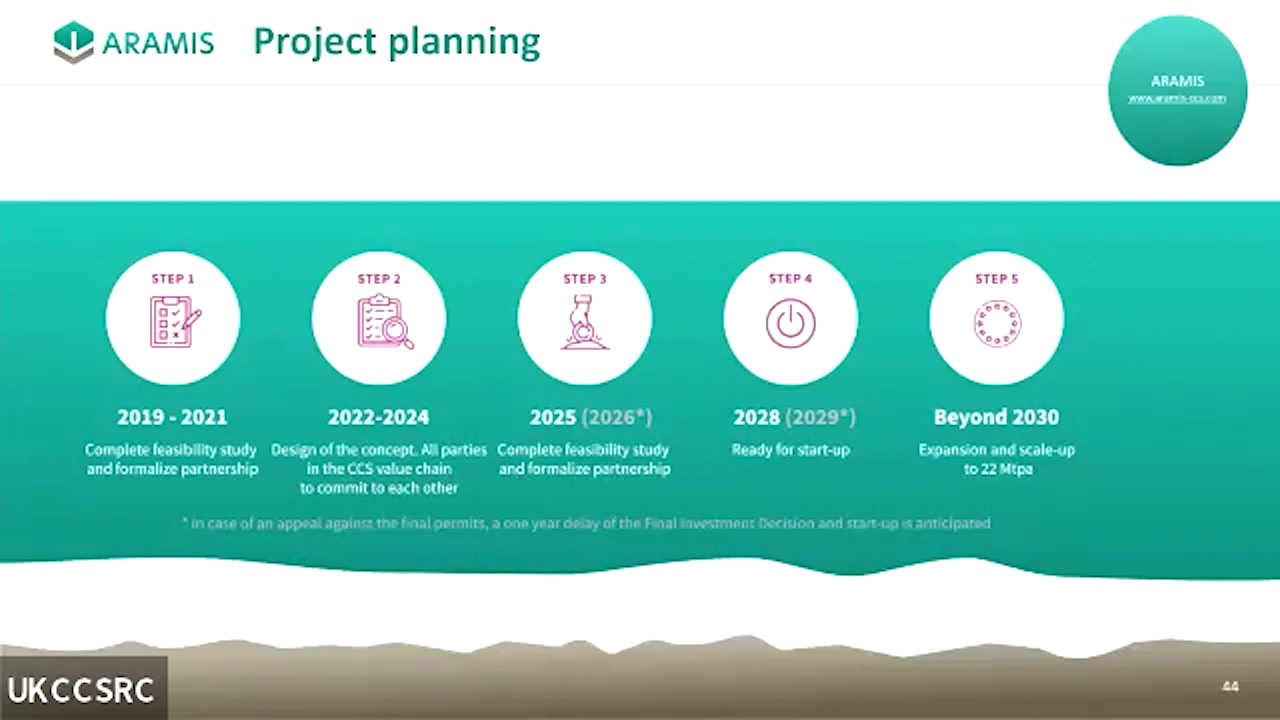 ARAMIS
Project planning
ARAMIS
www.aramis-ccs.com
STEP 1
STEP 2
STEP 3
STEP 4
STEP 5
2019 - 2021
Complete feasibility study
and formalize partnership
2022-2024
Design of the concept. All parties
in the CCS value chain
to commit to each other
2025 (2026*)
Complete feasibility study
and formalize partnership
2028 (2029*)
Ready for start-up
Beyond 2030
Expansion and scale-up
to 22 Mtpa
* in case of an appeal against the final permits, a one year delay of the Final Investment Decision and start-up is anticipated
UKCCSRC
44